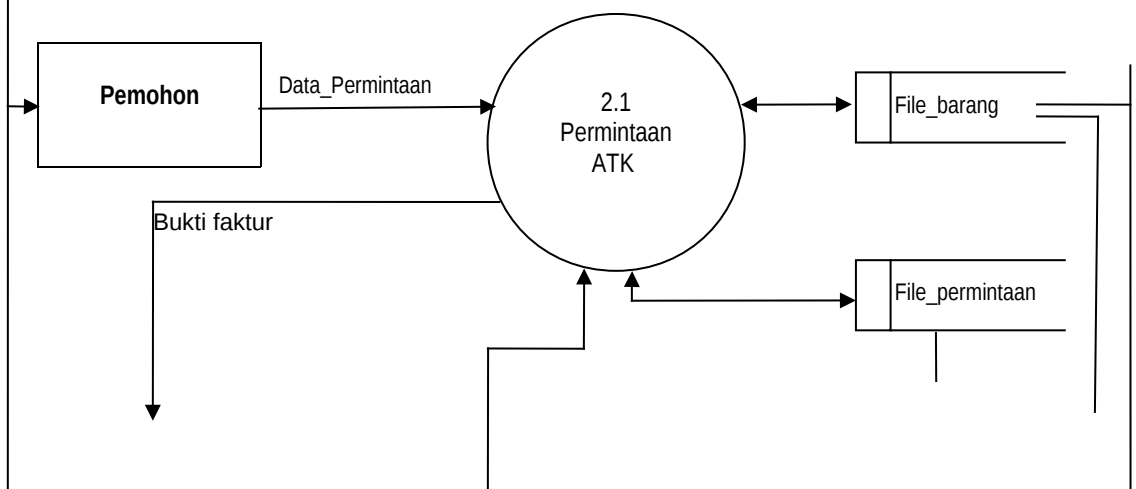 Pemohon
Data_Permintaan
2.1
Permintaan
ATK
File_barang
Bukti faktur
File_permintaan